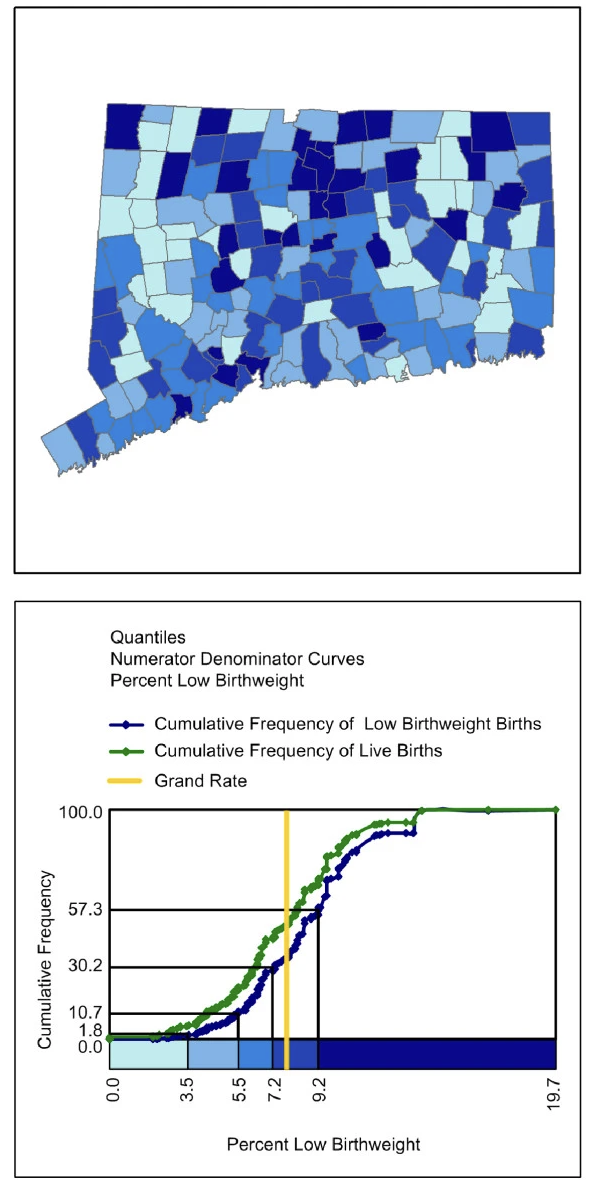 Quantiles
Numerator Denominator Curves
Percent Low Birthweight
Cumulative Frequency of Low Birthweight Births
Cumulative Frequency of Live Births
Grand Rate
Cumulative Frequency
100.0
57.3
30.2
10.7
1.8
0.0
0.0 3.5 5.5 7.2 9.2 19.7
Percent Low Birthweight